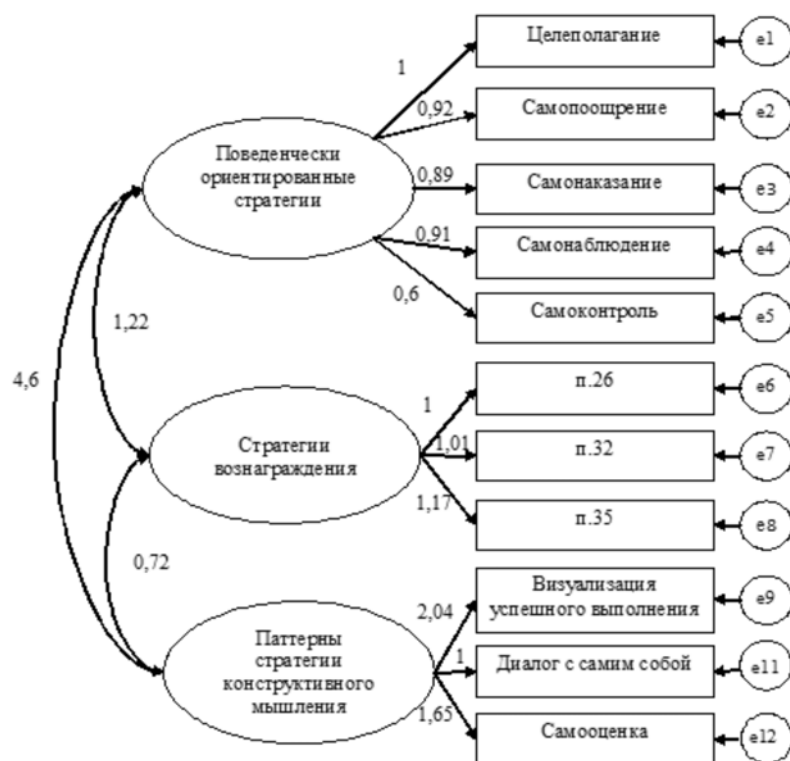 Целеполагание
e1
1
0,92
Самопоощрение
e2
Поведенчески
ориентированные
стратегии
0,89
Самонаказание
e3
0,91
Самонаблюдение
e4
0,6
Самоконтроль
e5
1,22
4,6
п.26
e6
1
Стратегии
вознаграждения
1,01
п.32
e7
1,17
п.35
e8
0,72
Визуализация
успешного выполнения
e9
2,04
Паттерны
стратегии
конструктивного
мышления
1
Диалог с самим собой
e11
1,65
Самооценка
e12